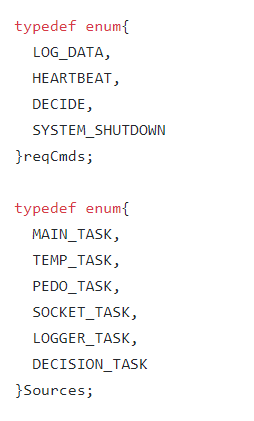 typedef enum{
  LOG_DATA,
  HEARTBEAT,
  DECIDE,
  SYSTEM_SHUTDOWN
}reqCmds;

typedef enum{
  MAIN_TASK,
  TEMP_TASK,
  PEDO_TASK,
  SOCKET_TASK,
  LOGGER_TASK,
  DECISION_TASK
}Sources;